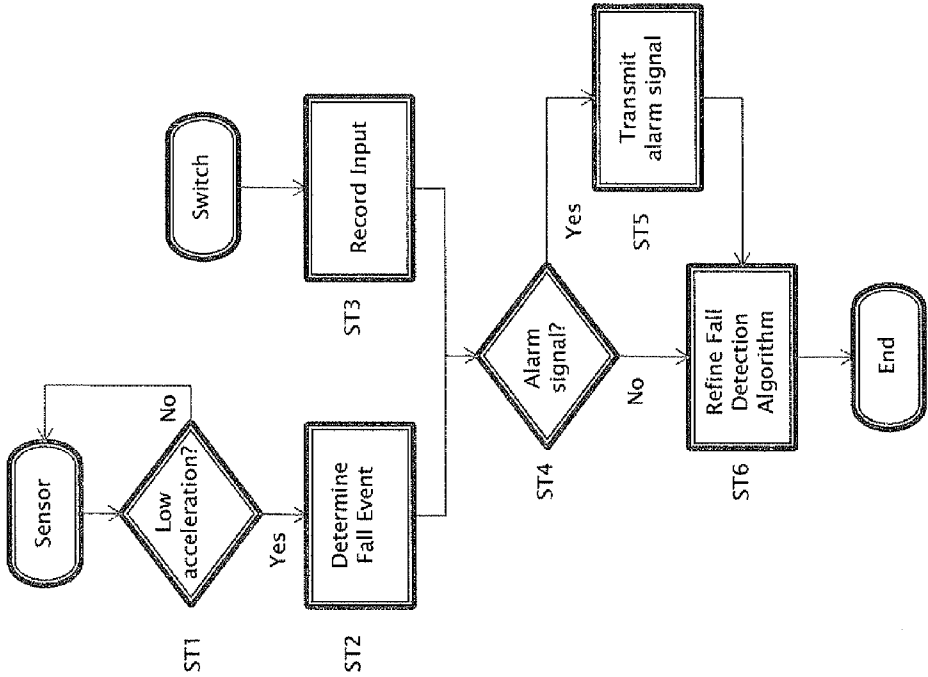 Sensor
Low
acceleration?
No
Yes
ST1
Determine
Fall Event
ST2
Switch
Record Input
ST3
Alarm
signal?
Yes
No
ST4
Transmit
alarm signal
ST5
Refine Fall
Detection
Algorithm
ST6
End